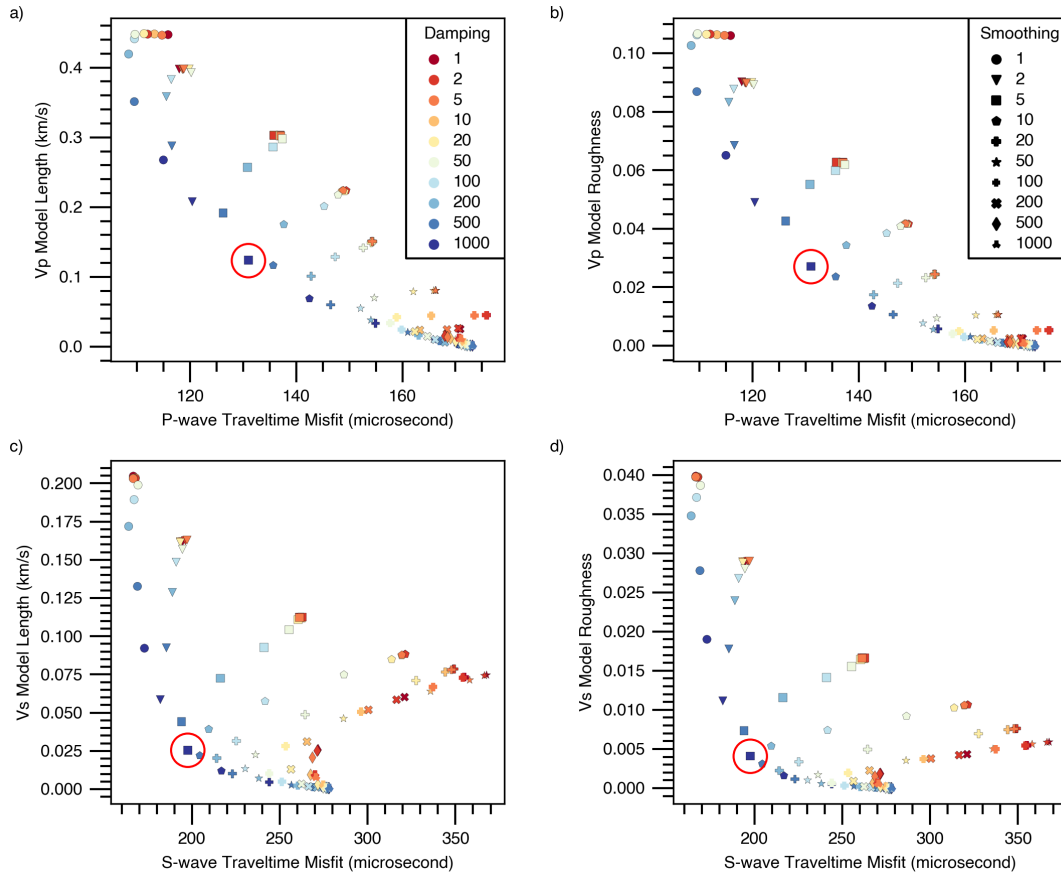 a)
Vp Model Length (km/s)
0.4
0.3
0.2
0.1
0.0
120 140 160
P-wave Traveltime Misfit (microsecond)
Damping
1
2
5
10
20
50
100
200
500
1000
b)
Vp Model Roughness
0.10
0.08
0.06
0.04
0.02
0.00
120 140 160
P-wave Traveltime Misfit (microsecond)
Smoothing
1
2
5
10
20
50
100
200
500
1000
c)
Vs Model Length (km/s)
0.200
0.175
0.150
0.125
0.100
0.075
0.050
0.025
0.000
200 250 300 350
S-wave Traveltime Misfit (microsecond)
d)
Vs Model Roughness
0.040
0.035
0.030
0.025
0.020
0.015
0.010
0.005
0.000
200 250 300 350
S-wave Traveltime Misfit (microsecond)